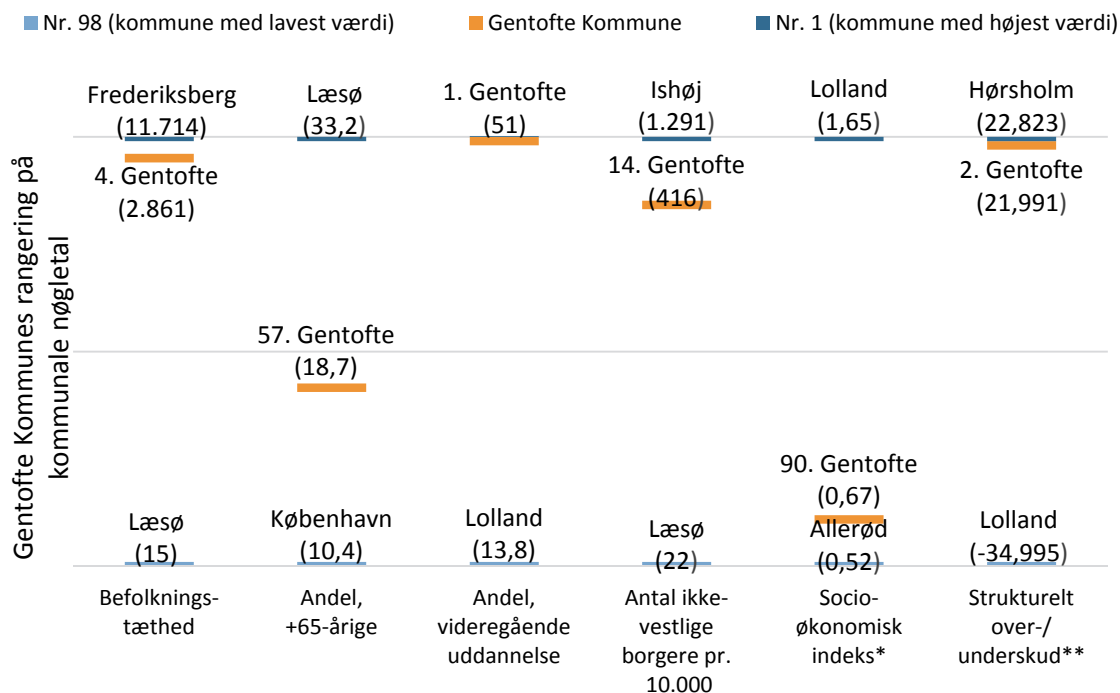 Nr. 98 (kommune med lavest værdi)
Gentofte Kommune
Nr. 1 (kommune med højest værdi)
Gentofte Kommunes rangering på
kommunale nøgletal
Frederiksberg
(11.714)
4. Gentofte
(2.861)
Læsø
(15)
Befolknings-
tæthed
Læsø
(33,2)
57. Gentofte
(18,7)
København
(10,4)
Andel,
+65-årige
1. Gentofte
(51)
Lolland
(13,8)
Andel,
videregående
uddannelse
Ishøj
(1.291)
14. Gentofte
(416)
Læsø
(22)
Antal ikke-
vestlige
borgere pr.
10.000
Lolland
(1,65)
90. Gentofte
(0,67)
Allerød
(0,52)
Socio-
økonomisk
indeks*
Hørsholm
(22,823)
2. Gentofte
(21,991)
Lolland
(-34,995)
Strukturelt
over-/
underskud**